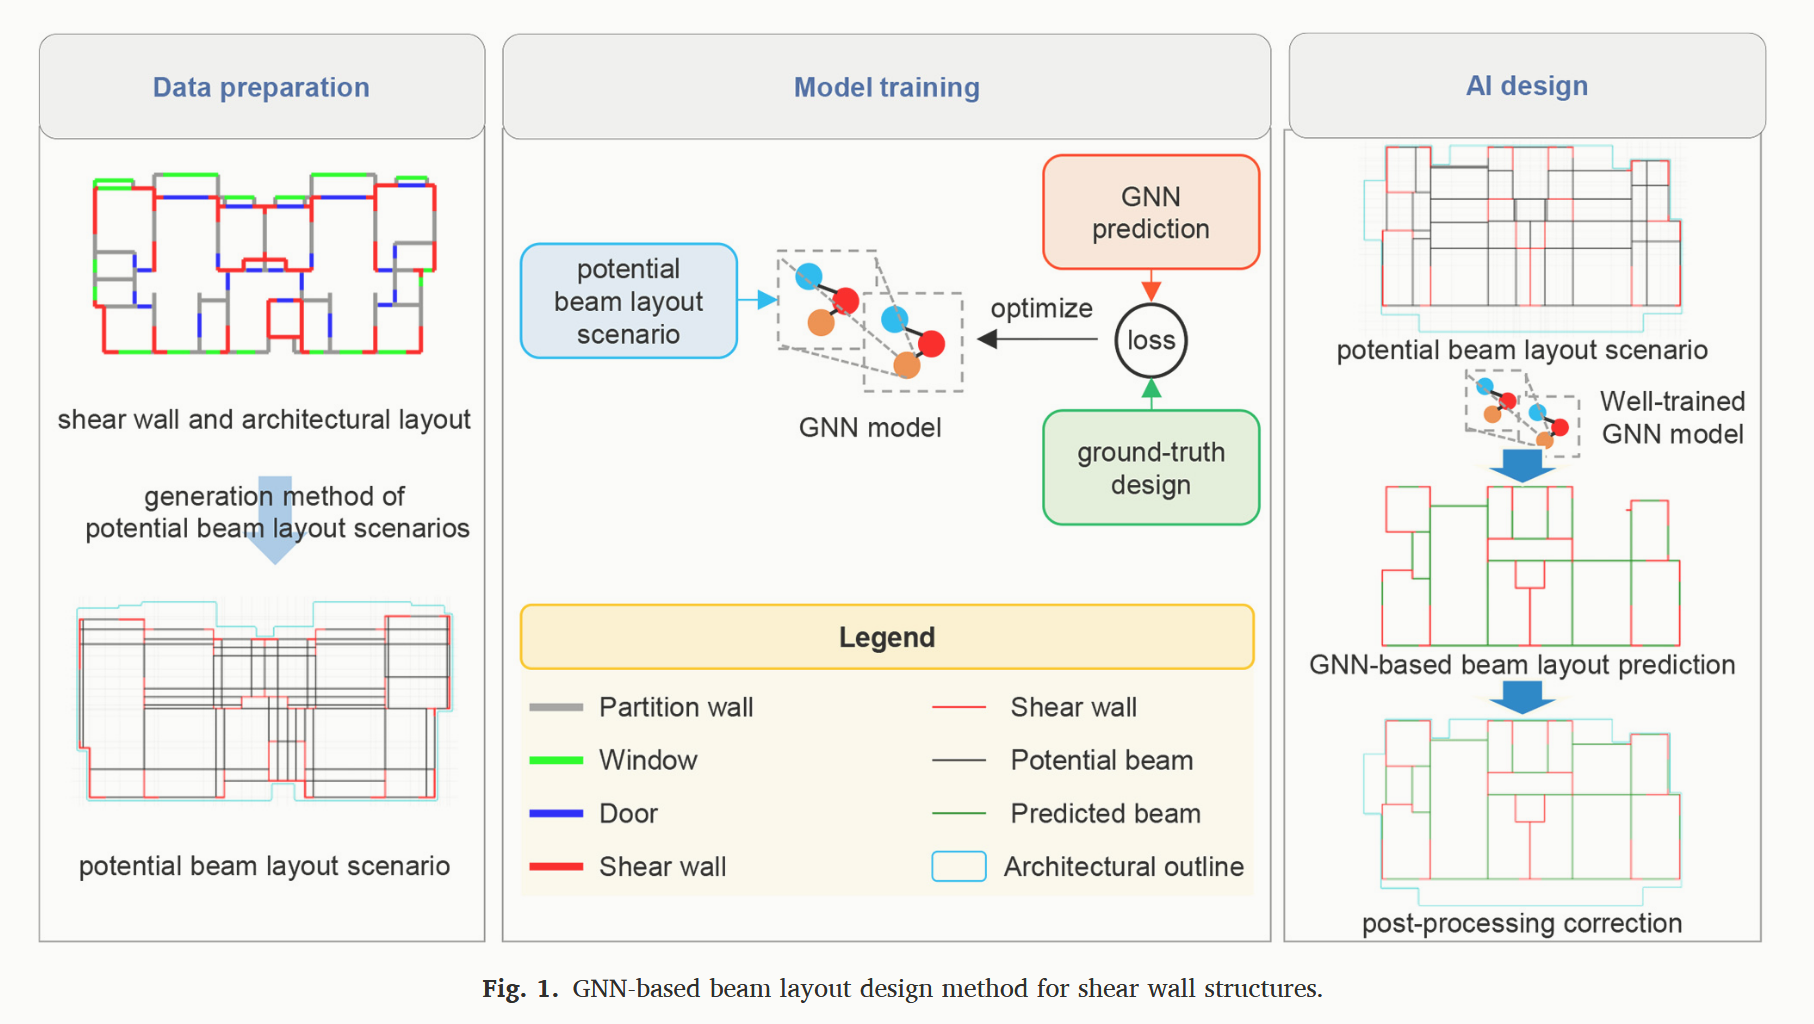 Data preparation
shear wall and architectural layout
generation method of
potential beam layout scenarios
potential beam layout scenario
Model training
potential
beam layout
scenario
GNN model
optimize
GNN
prediction
loss
ground-truth
design
Legend
Partition wall
Window
Door
Shear wall
Shear wall
Potential beam
Predicted beam
Architectural outline
AI design
potential beam layout scenario
Well-trained
GNN model
GNN-based beam layout prediction
post-processing correction
Fig. 1. GNN-based beam layout design method for shear wall structures.